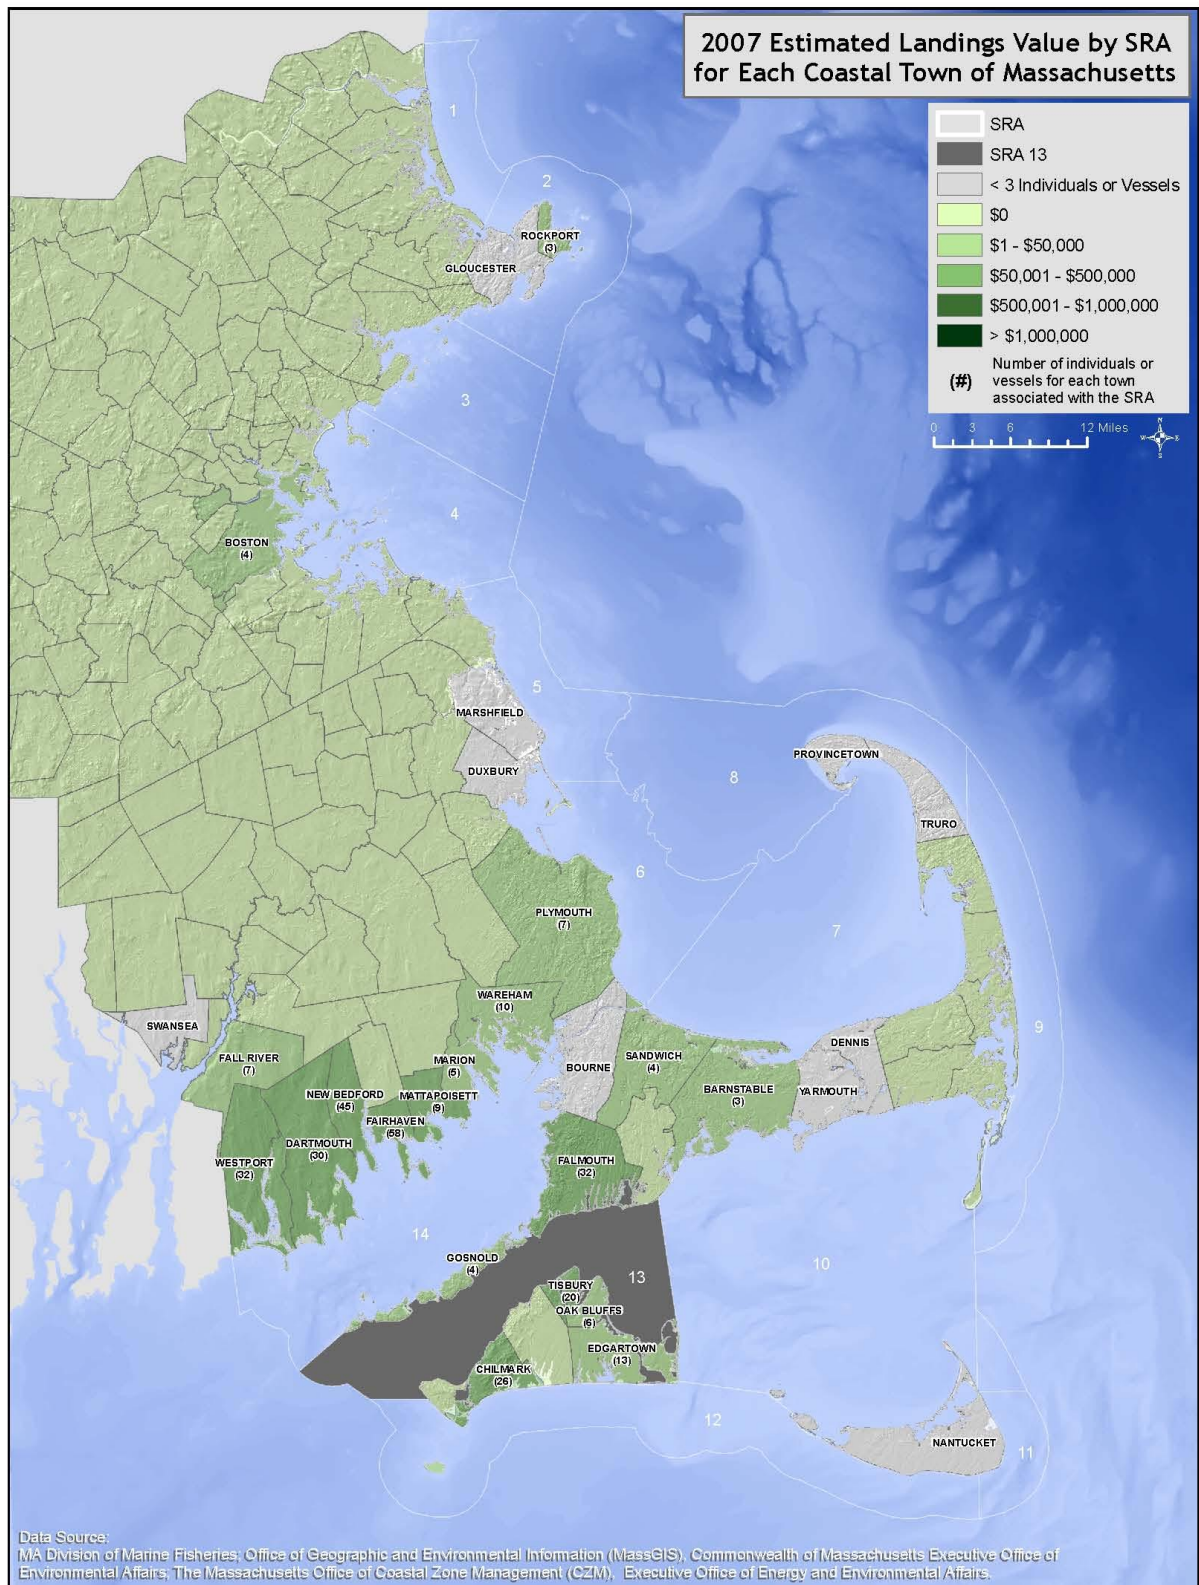 2007 Estimated Landings Value by SRA
for Each Coastal Town of Massachusetts
SRA
SRA 13
< 3 Individuals or Vessels
$0
$1 - $50,000
$50,001 - $500,000
$500,001 - $1,000,000
> $1,000,000
(#)
Number of individuals or
vessels for each town
associated with the SRA
0 3 6 12 Miles
N
W E
S
1
2
ROCKPORT
(3)
GLOUCESTER
3
4
BOSTON
(4)
5
MARSHFIELD
DUXBURY
PROVINCETOWN
8
TRURO
6
PLYMOUTH
(7)
7
WAREHAM
(10)
SWANSEA
9
DENNIS
FALL RIVER
(7)
MARION
(5)
BOURNE
SANDWICH
(4)
YARMOUTH
BARNSTABLE
(3)
NEW BEDFORD
(45)
MATTAPOISETT
(9)
FAIRHAVEN
(58)
DARTMOUTH
(30)
WESTPORT
(32)
FALMOUTH
(32)
14
GOSNOLD
(4)
10
13
TISBURY
(20)
OAK BLUFFS
(6)
EDGARTOWN
(13)
CHILMARK
(26)
12
NANTUCKET
11
Data Source:
MA Division of Marine Fisheries; Office of Geographic and Environmental Information (MassGIS), Commonwealth of Massachusetts Executive Office of
Environmental Affairs; The Massachusetts Office of Coastal Zone Management (CZM), Executive Office of Energy and Environmental Affairs.